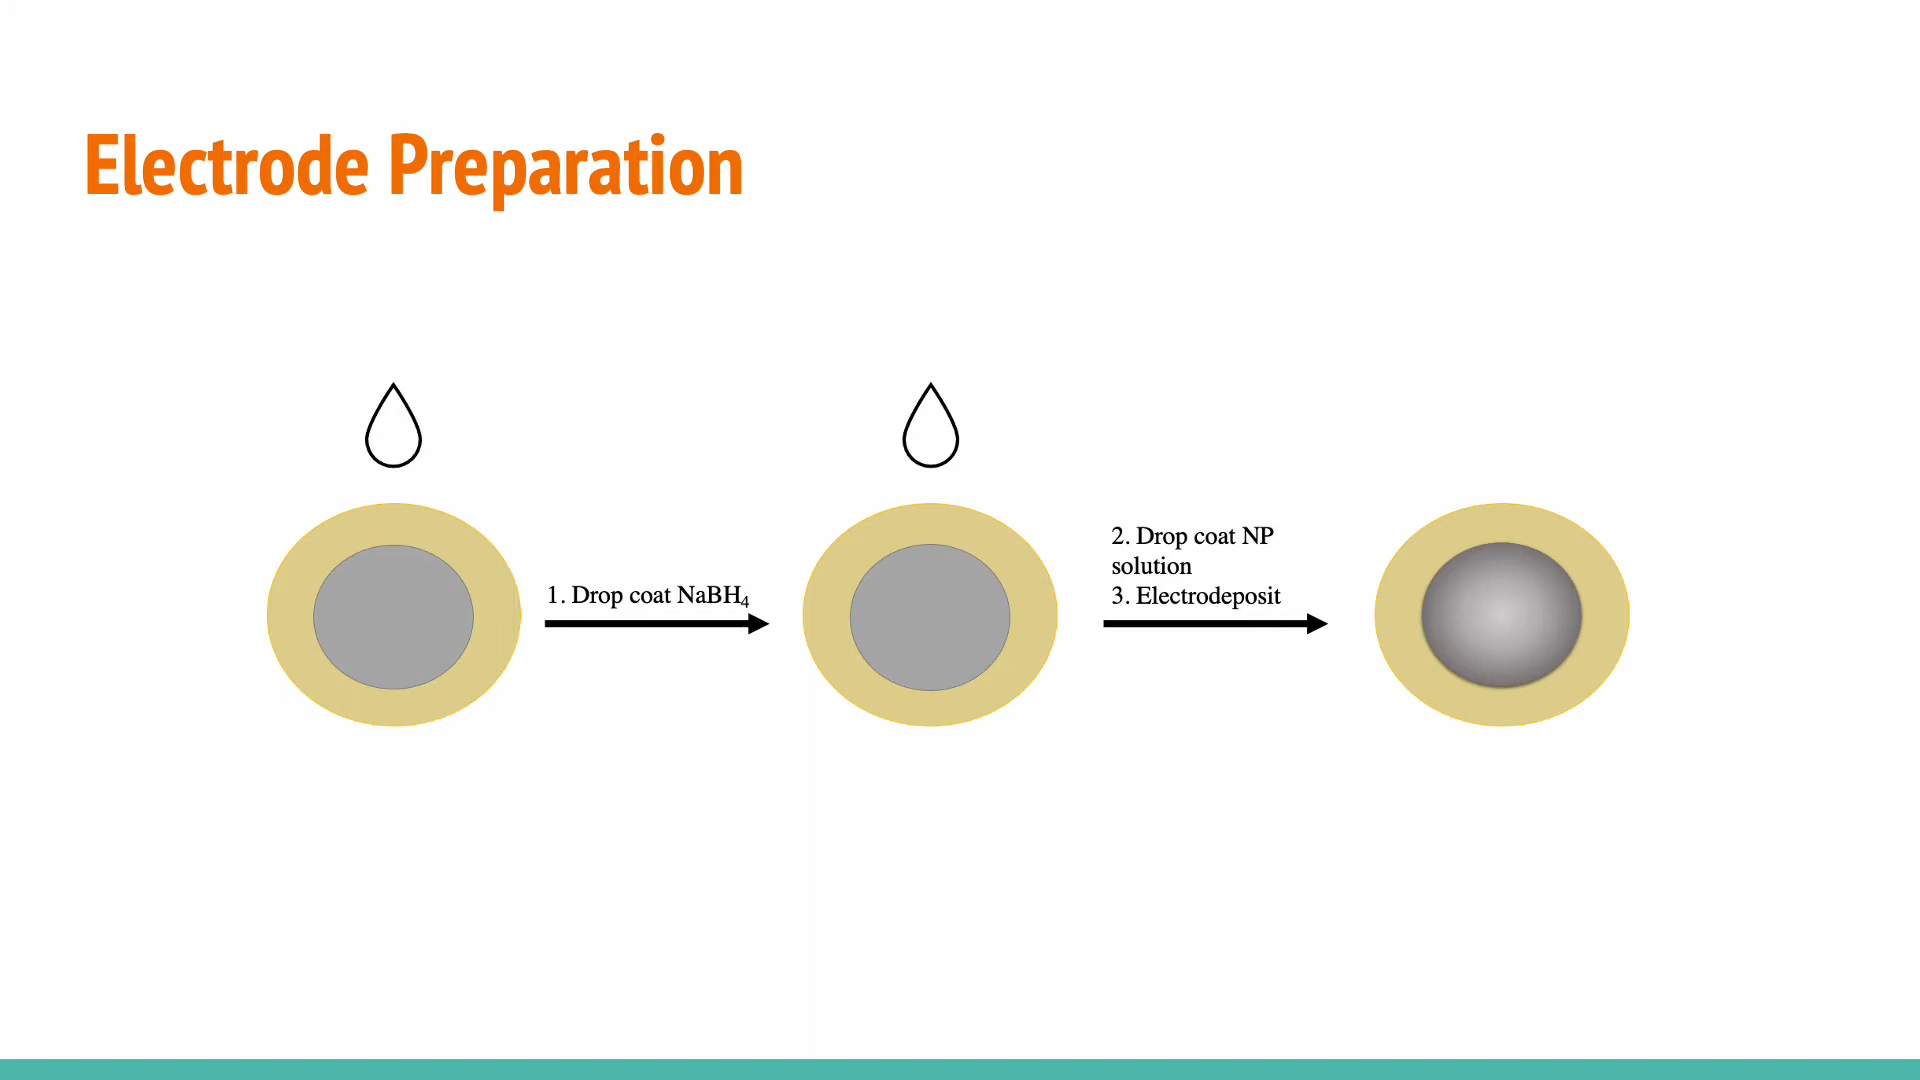 Electrode Preparation
1. Drop coat NaBH₄
2. Drop coat NP
solution
3. Electrodeposit